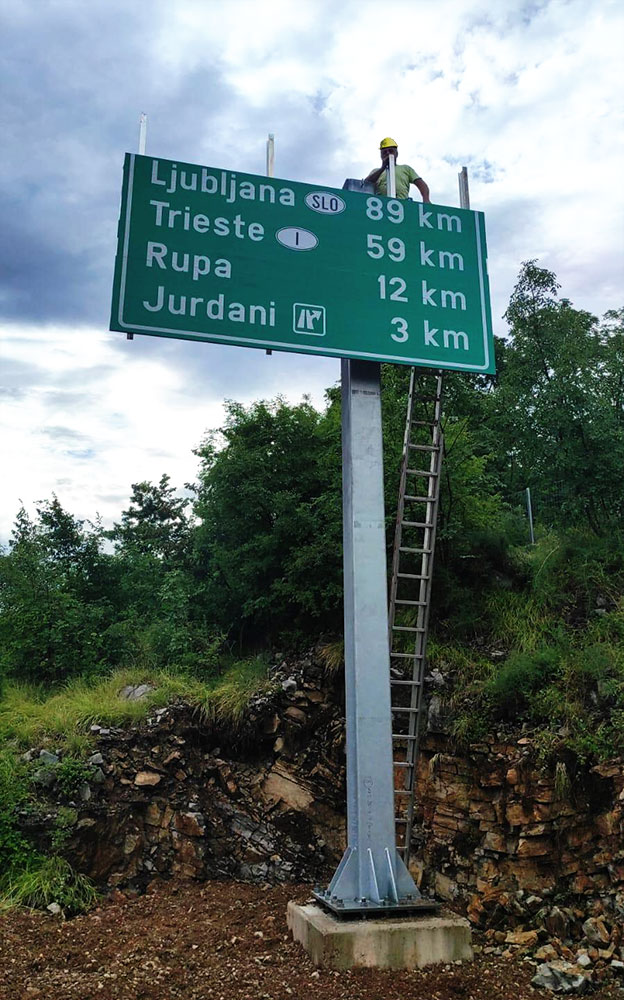 Ljubljana SLO 89 km
Trieste I 59 km
Rupa 12 km
Jurdani 3 km